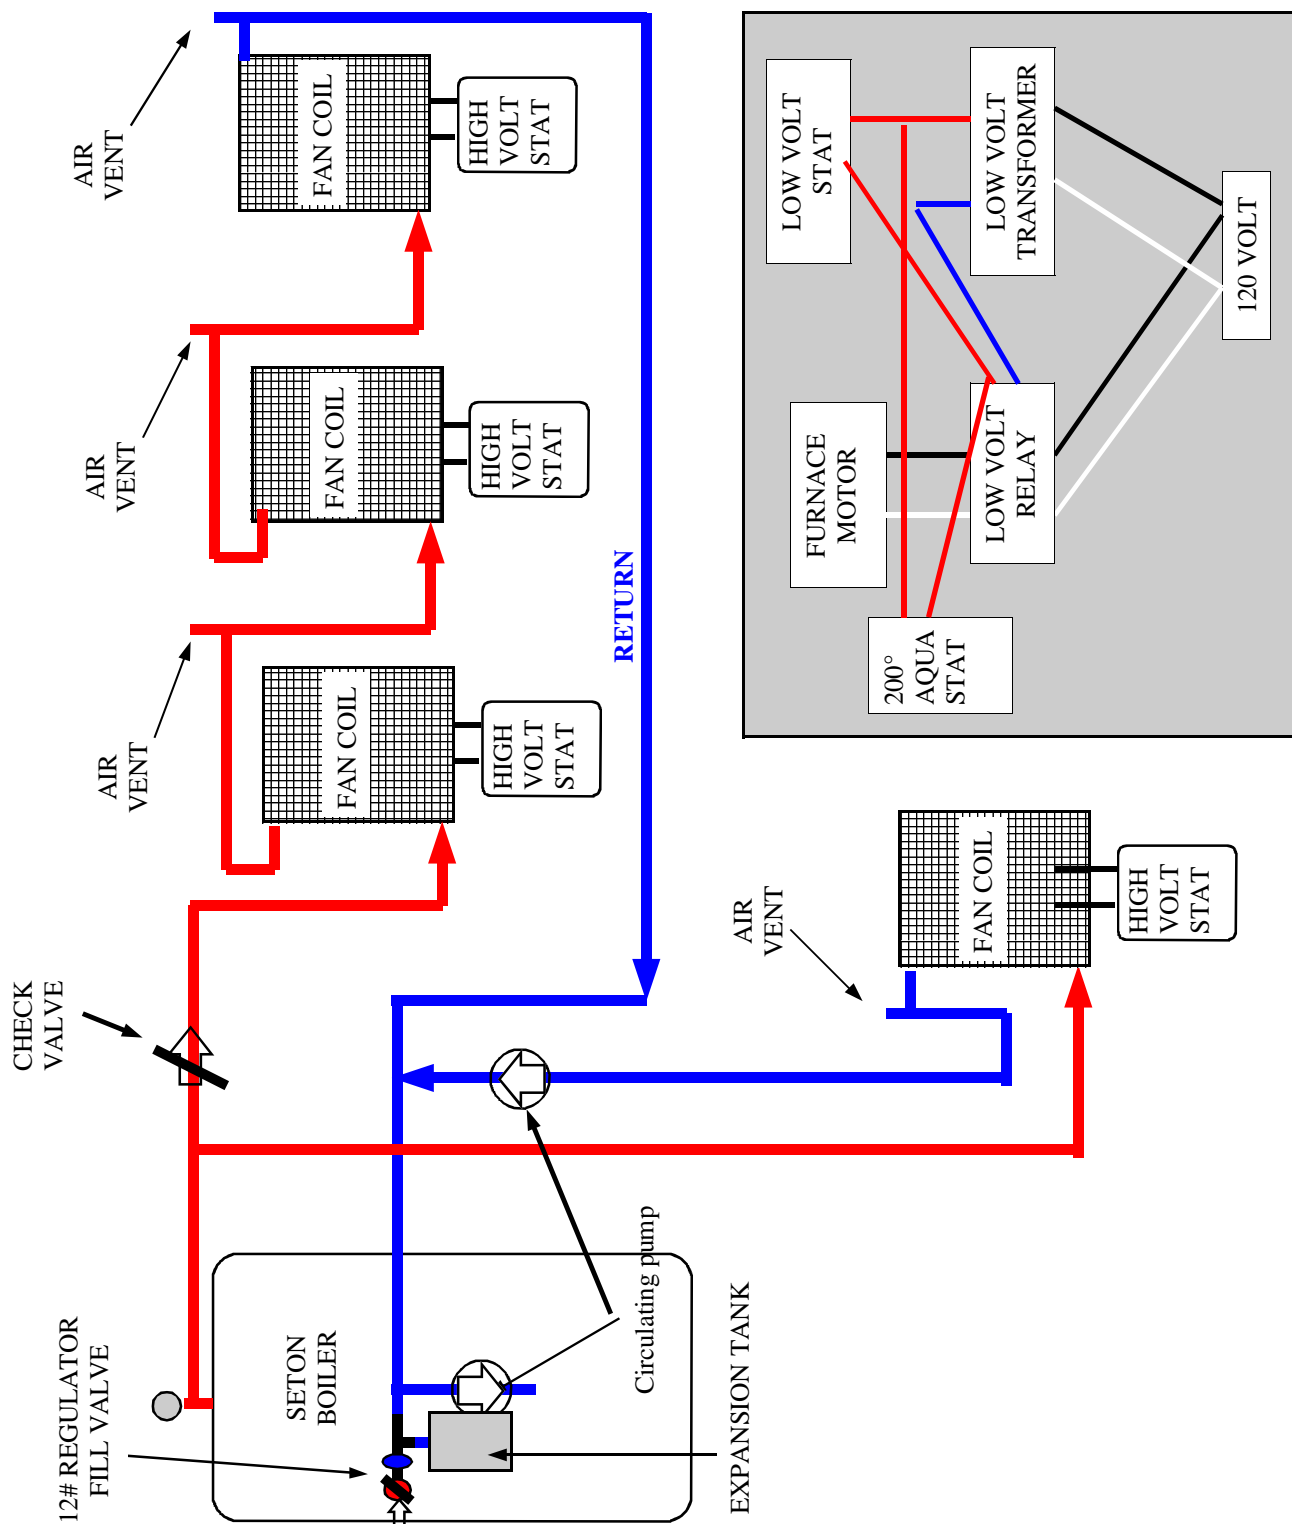 12# REGULATOR
FILL VALVE
CHECK
VALVE
AIR
VENT
AIR
VENT
AIR
VENT
FAN COIL
HIGH
VOLT
STAT
FAN COIL
HIGH
VOLT
STAT
FAN COIL
HIGH
VOLT
STAT
SETON
BOILER
RETURN
Circulating pump
EXPANSION TANK
AIR
VENT
FAN COIL
HIGH
VOLT
STAT
200°
AQUA
STAT
FURNACE
MOTOR
LOW VOLT
STAT
LOW VOLT
RELAY
LOW VOLT
TRANSFORMER
120 VOLT